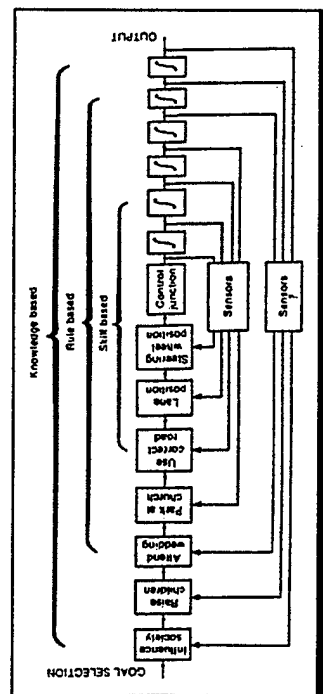 Knowledge based
Rule based
Skill based
GOAL SELECTION
Influence
society
Raise
children
Attend
wedding
Park at
church
Use
correct
road
Lane
position
Steering
wheel
position
Control
junction
OUTPUT
Sensors
Sensors
?